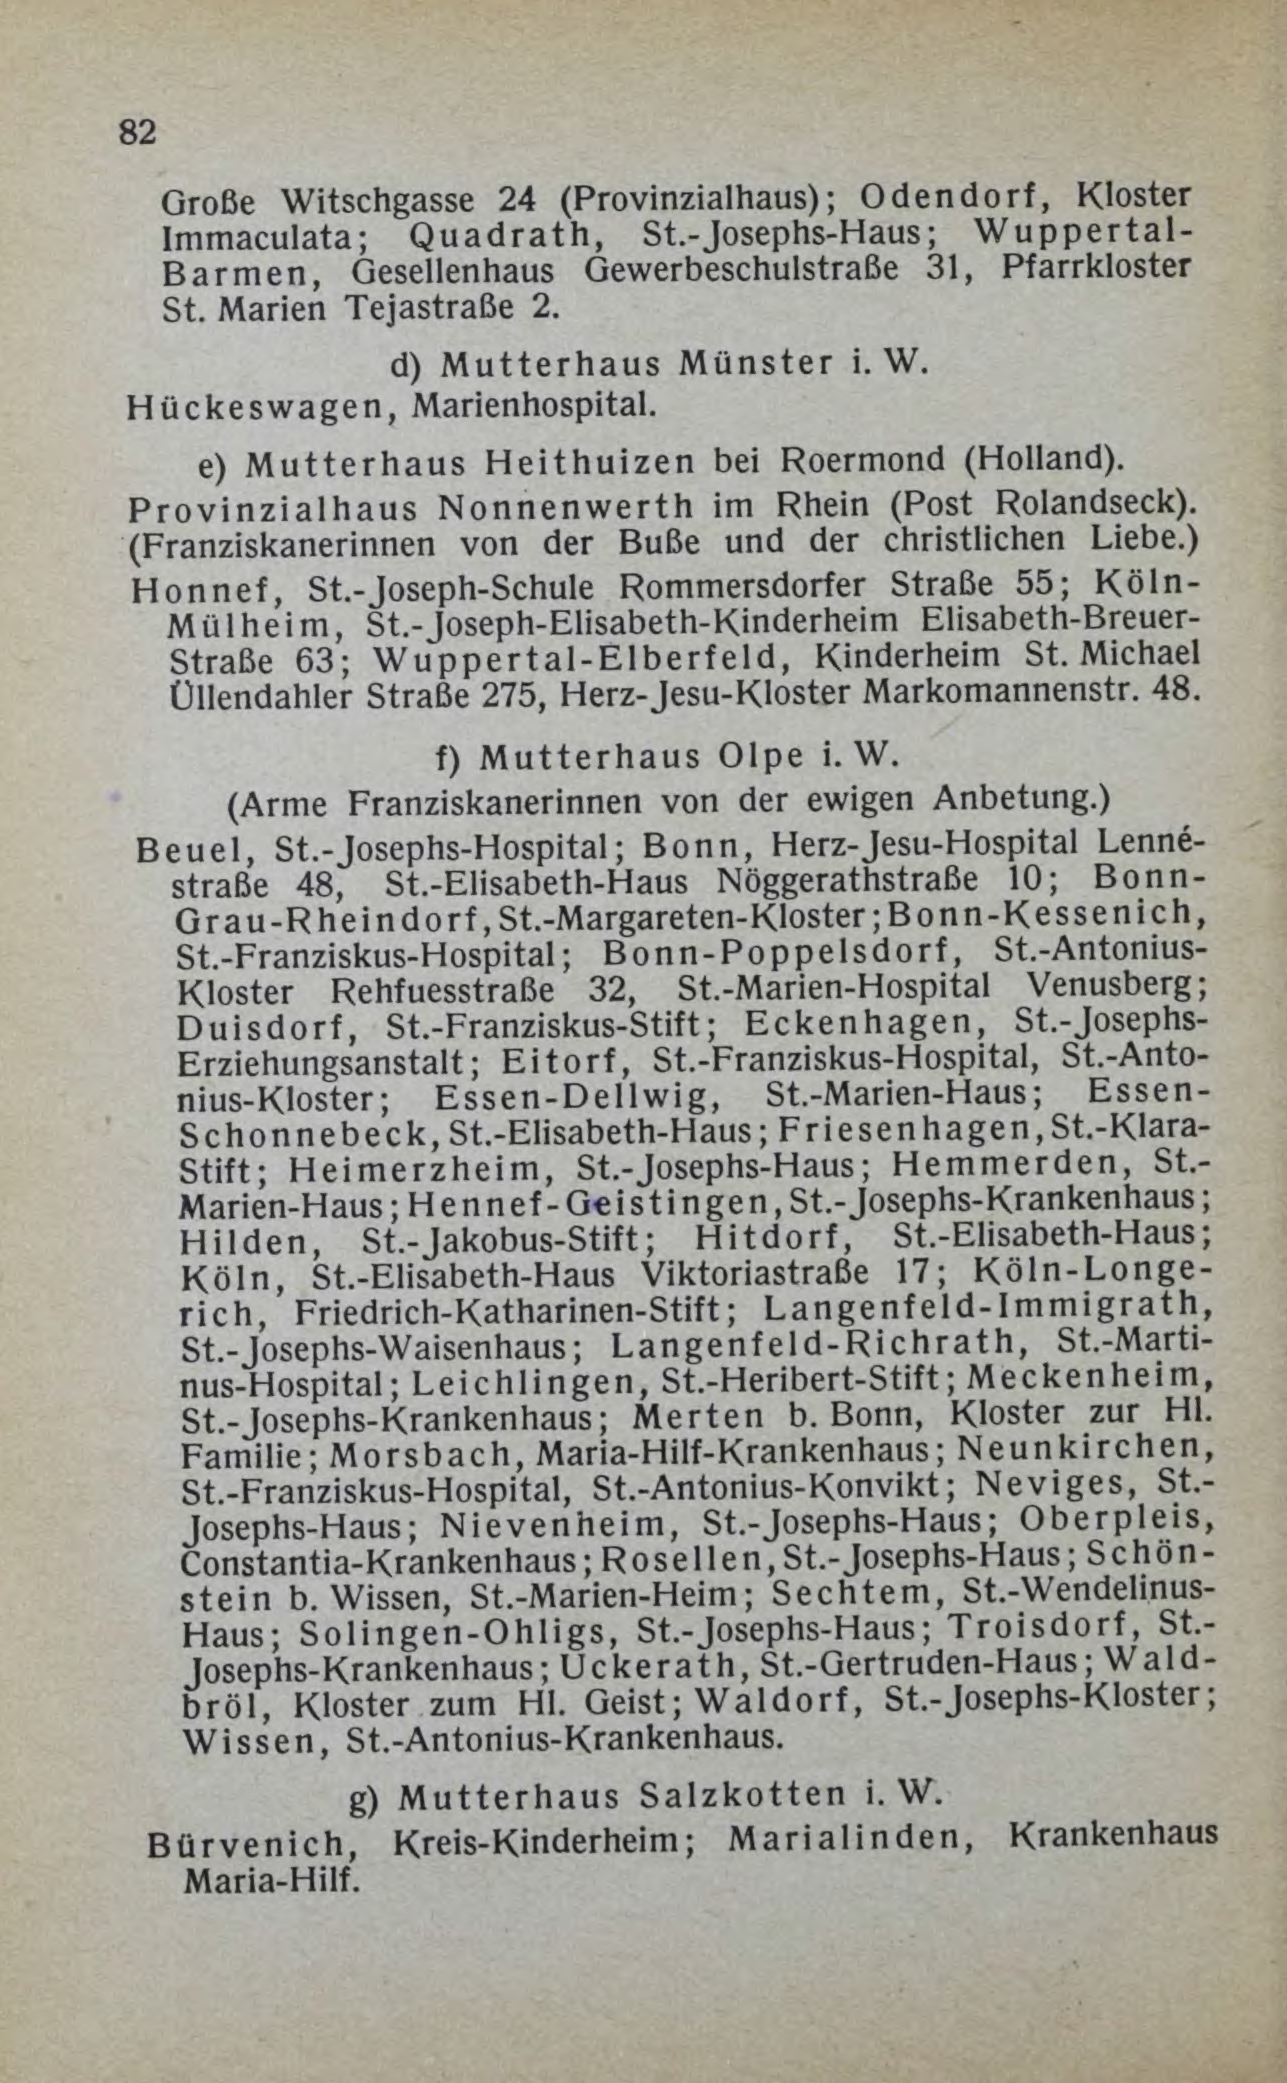 82
Große Witschgasse 24 (Provinzialhaus); Odendorf, Kloster
Immaculata; Quadrath, St.-Josephs-Haus; Wuppertal-
Barmen, Gesellenhaus Gewerbeschulstraße 31, Pfarrkloster
St. Marien Tejastraße 2.
d) Mutterhaus Münster i. W.
Hückeswagen, Marienhospital.
e) Mutterhaus Heithuizen bei Roermond (Holland).
Provinzialhaus Nonnenwerth im Rhein (Post Rolandseck).
(Franziskanerinnen von der Buße und der christlichen Liebe.)
Honnef, St.-Joseph-Schule Rommersdorfer Straße 55; Köln-
Mülheim, St.-Joseph-Elisabeth-Kinderheim Elisabeth-Breuer-
Straße 63; Wuppertal-Elberfeld, Kinderheim St. Michael
Üllendahler Straße 275, Herz-Jesu-Kloster Markomannenstr. 48.
f) Mutterhaus Olpe i. W.
(Arme Franziskanerinnen von der ewigen Anbetung.)
Beuel, St.-Josephs-Hospital; Bonn, Herz-Jesu-Hospital Lenné-
straße 48, St.-Elisabeth-Haus Nöggerathstraße 10; Bonn-
Grau-Rheindorf, St.-Margareten-Kloster; Bonn-Kessenich,
St.-Franziskus-Hospital; Bonn-Poppelsdorf, St.-Antonius-
Kloster Rehfuesstraße 32, St.-Marien-Hospital Venusberg;
Duisdorf, St.-Franziskus-Stift; Eckenhagen, St.-Josephs-
Erziehungsanstalt; Eitorf, St.-Franziskus-Hospital, St.-Anto-
nius-Kloster; Essen-Dellwig, St.-Marien-Haus; Essen-
Schonnebeck, St.-Elisabeth-Haus; Friesenhagen, St.-Klara-
Stift; Heimerzheim, St.-Josephs-Haus; Hemmerden, St.-
Marien-Haus; Hennef-Geistingen, St.-Josephs-Krankenhaus;
Hilden, St.-Jakobus-Stift; Hitdorf, St.-Elisabeth-Haus;
Köln, St.-Elisabeth-Haus Viktoriastraße 17; Köln-Longe-
rich, Friedrich-Katharinen-Stift; Langenfeld-Immigrath,
St.-Josephs-Waisenhaus; Langenfeld-Richrath, St.-Marti-
nus-Hospital; Leichlingen, St.-Heribert-Stift; Meckenheim,
St.-Josephs-Krankenhaus; Merten b. Bonn, Kloster zur Hl.
Familie; Morsbach, Maria-Hilf-Krankenhaus; Neunkirchen,
St.-Franziskus-Hospital, St.-Antonius-Konvikt; Neviges, St.-
Josephs-Haus; Nievenheim, St.-Josephs-Haus; Oberpleis,
Constantia-Krankenhaus; Rosellen, St.-Josephs-Haus; Schön-
stein b. Wissen, St.-Marien-Heim; Sechtem, St.-Wendelinus-
Haus; Solingen-Ohligs, St.-Josephs-Haus; Troisdorf, St.-
Josephs-Krankenhaus; Uckerath, St.-Gertruden-Haus; Wald-
bröl, Kloster zum Hl. Geist; Waldorf, St.-Josephs-Kloster;
Wissen, St.-Antonius-Krankenhaus.
g) Mutterhaus Salzkotten i. W.
Bürvenich, Kreis-Kinderheim; Marialinden, Krankenhaus
Maria-Hilf.